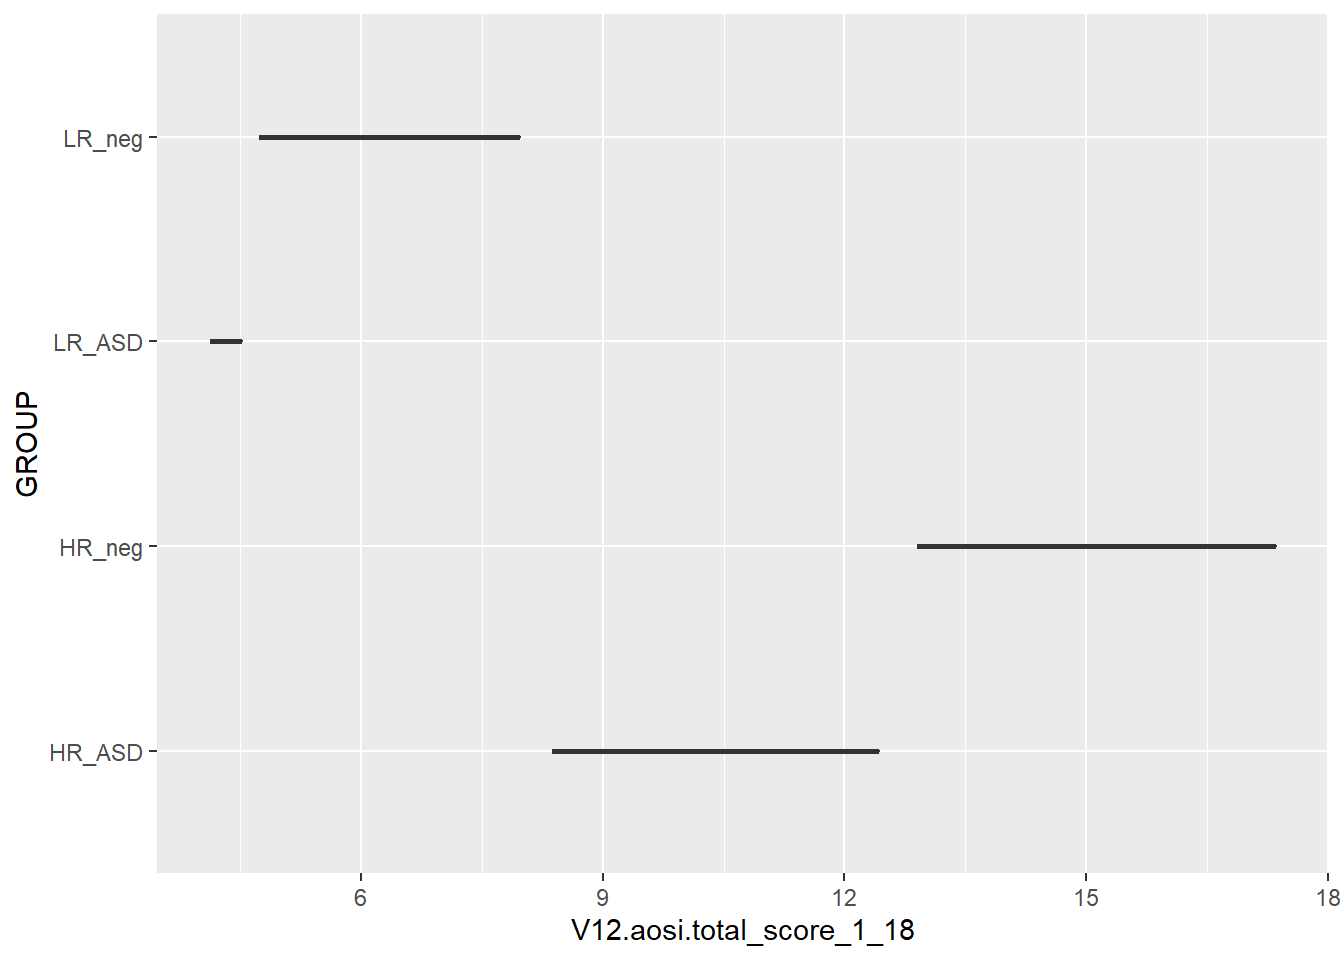 LR_neg
LR_ASD
GROUP
HR_neg
HR_ASD
6 9 12 15 18
V12.aosi.total_score_1_18